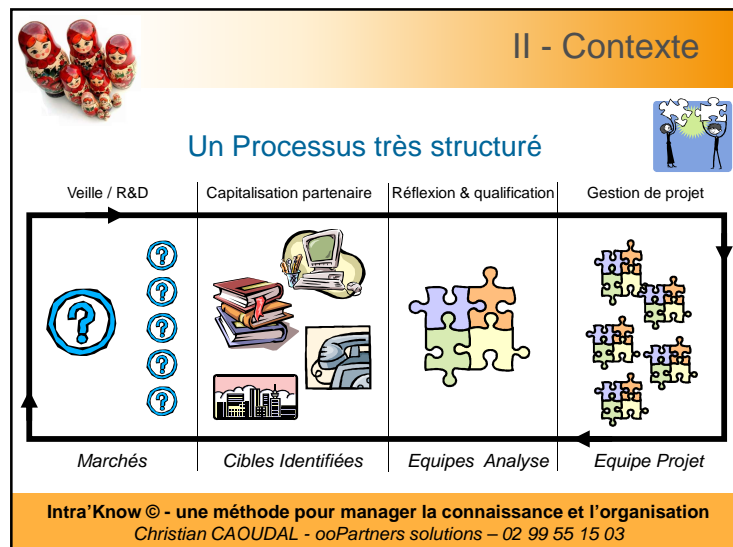 II - Contexte
Un Processus très structuré
Veille / R&D
Capitalisation partenaire
Réflexion & qualification
Gestion de projet
?
?
?
?
?
?
Marchés
Cibles Identifiées
Equipes Analyse
Equipe Projet
Intra'Know © - une méthode pour manager la connaissance et l'organisation
Christian CAOUDAL - ooPartners solutions – 02 99 55 15 03